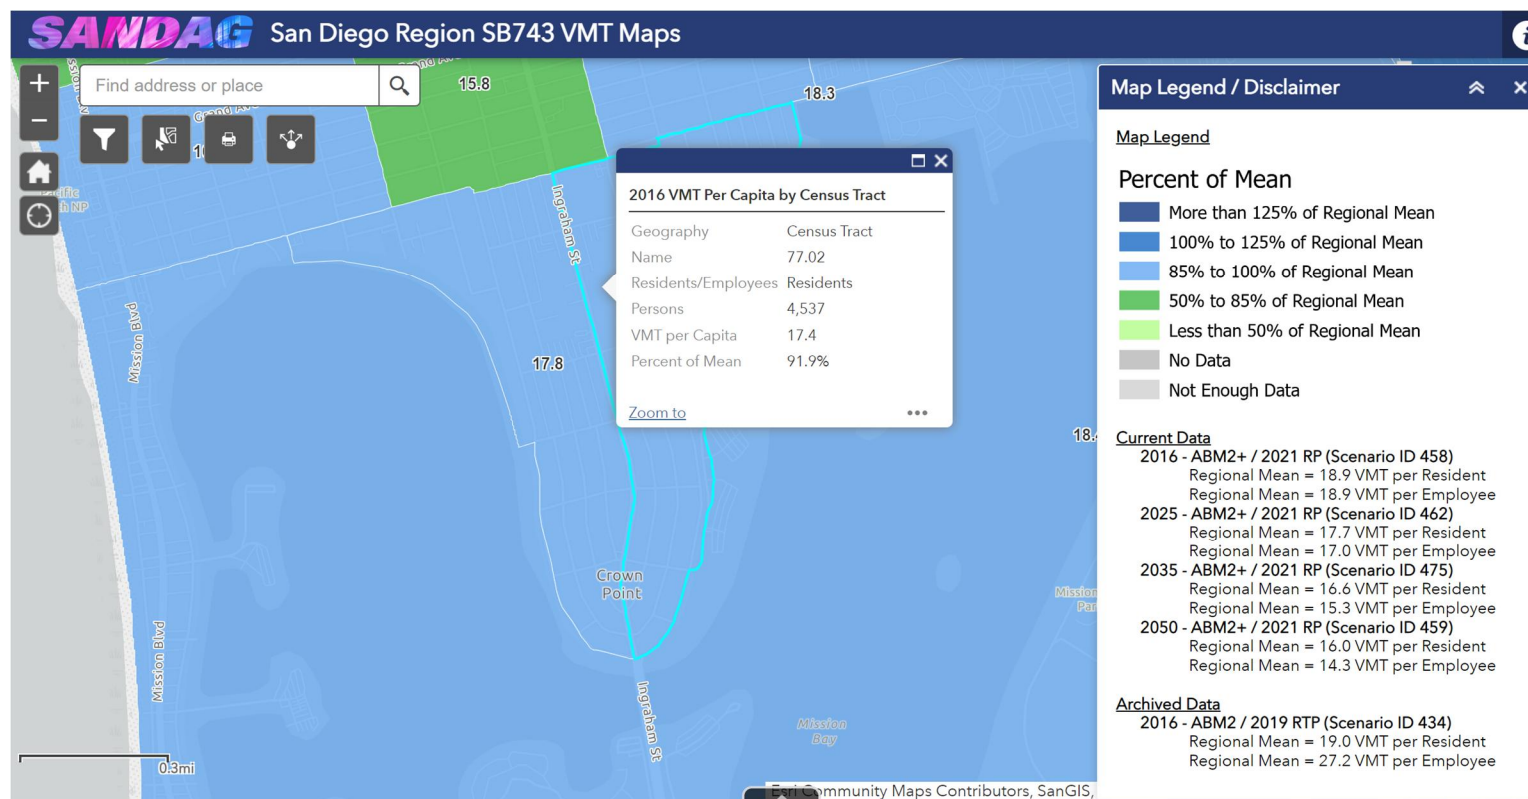 SANDAG San Diego Region SB743 VMT Maps
Find address or place
15.8
18.3
Grand Av
Mission Blvd
Ingraham St
17.8
2016 VMT Per Capita by Census Tract
Geography Census Tract
Name 77.02
Residents/Employees Residents
Persons 4,537
VMT per Capita 17.4
Percent of Mean 91.9%
Zoom to
Crown
Point
Mission Blvd
Ingraham St
Mission
Bay
0.3mi
Esri Community Maps Contributors, SanGIS,
Map Legend / Disclaimer
Map Legend
Percent of Mean
More than 125% of Regional Mean
100% to 125% of Regional Mean
85% to 100% of Regional Mean
50% to 85% of Regional Mean
Less than 50% of Regional Mean
No Data
Not Enough Data
Current Data
2016 - ABM2+ / 2021 RP (Scenario ID 458)
Regional Mean = 18.9 VMT per Resident
Regional Mean = 18.9 VMT per Employee
2025 - ABM2+ / 2021 RP (Scenario ID 462)
Regional Mean = 17.7 VMT per Resident
Regional Mean = 17.0 VMT per Employee
2035 - ABM2+ / 2021 RP (Scenario ID 475)
Regional Mean = 16.6 VMT per Resident
Regional Mean = 15.3 VMT per Employee
2050 - ABM2+ / 2021 RP (Scenario ID 459)
Regional Mean = 16.0 VMT per Resident
Regional Mean = 14.3 VMT per Employee
Archived Data
2016 - ABM2 / 2019 RTP (Scenario ID 434)
Regional Mean = 19.0 VMT per Resident
Regional Mean = 27.2 VMT per Employee